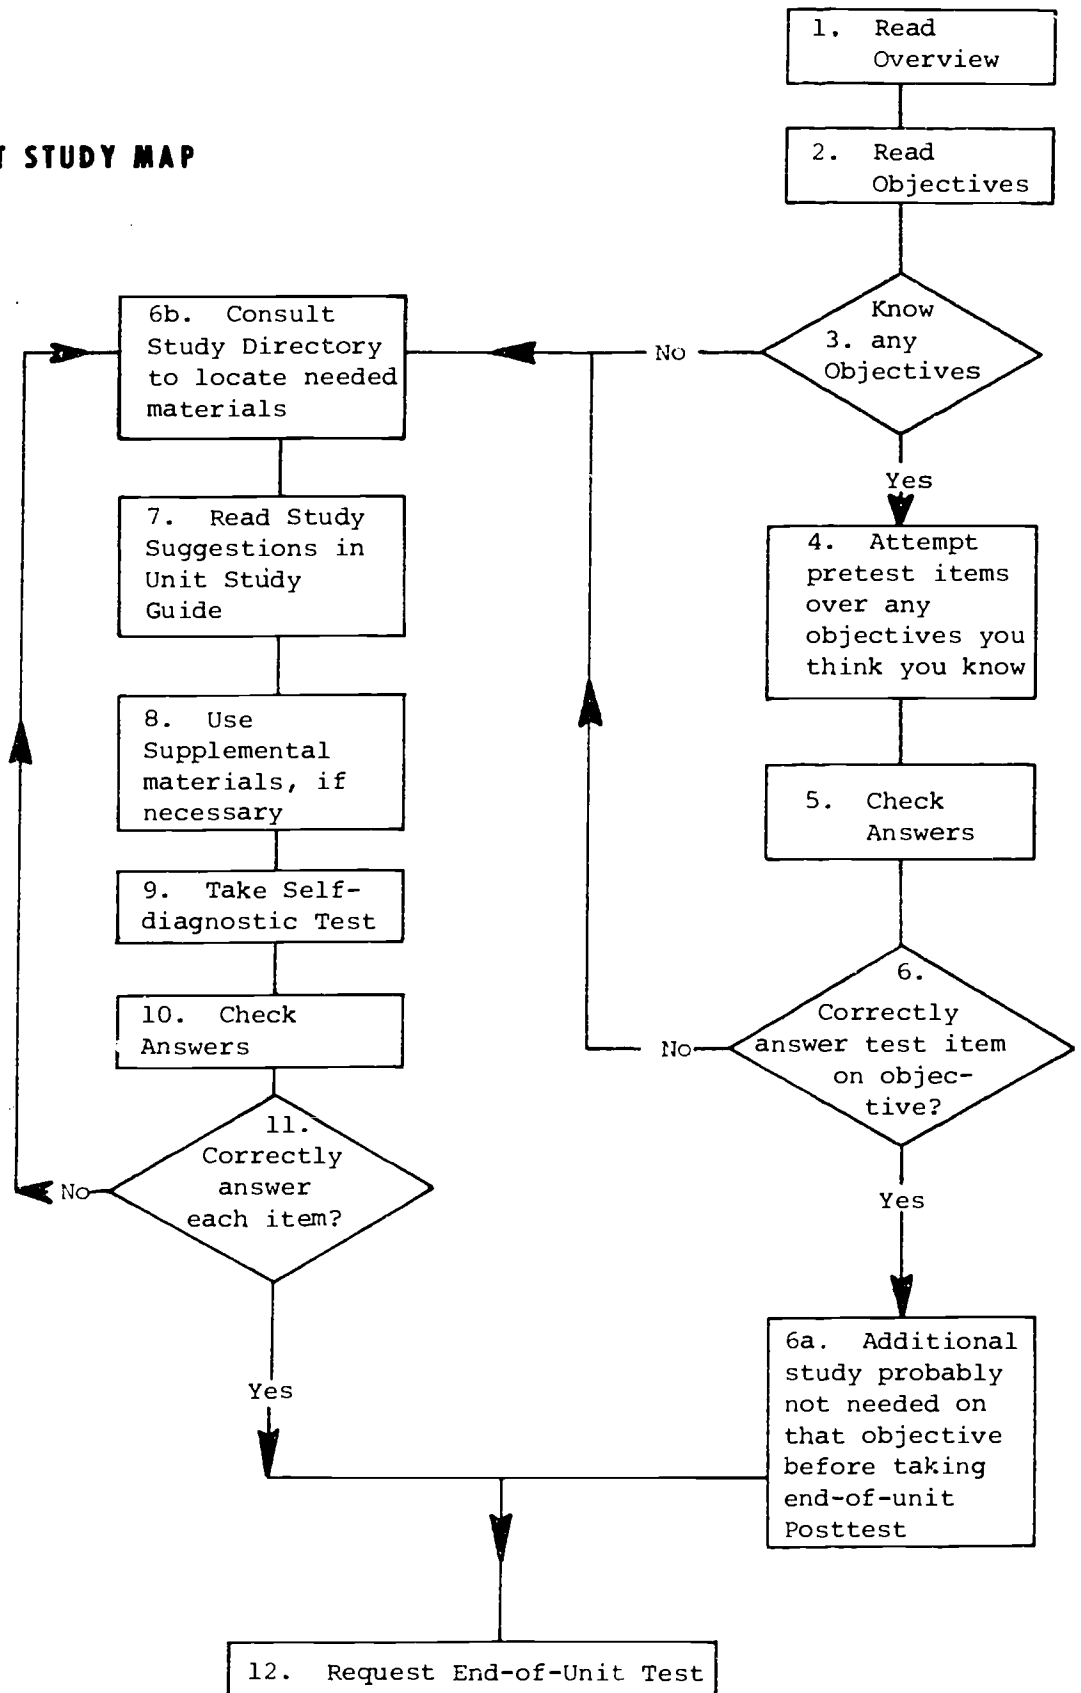 T STUDY MAP
1. Read
Overview
2. Read
Objectives
Know
3. any
Objectives
No
Yes
4. Attempt
pretest items
over any
objectives you
think you know
5. Check
Answers
6.
Correctly
answer test item
on objec-
tive?
No
Yes
6a. Additional
study probably
not needed on
that objective
before taking
end-of-unit
Posttest
6b. Consult
Study Directory
to locate needed
materials
7. Read Study
Suggestions in
Unit Study
Guide
8. Use
Supplemental
materials, if
necessary
9. Take Self-
diagnostic Test
10. Check
Answers
11.
Correctly
answer
each item?
No
Yes
12. Request End-of-Unit Test